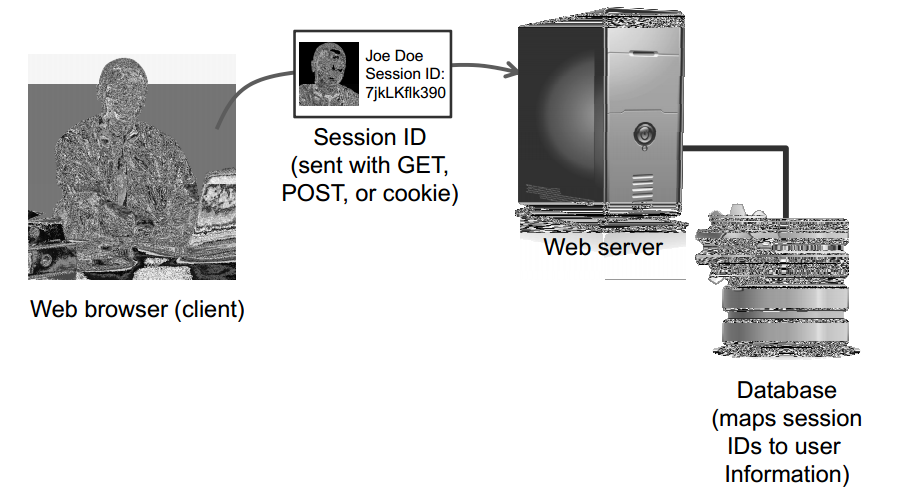 Joe Doe
Session ID:
7jkLKflk390
Session ID
(sent with GET,
POST, or cookie)
Web server
Web browser (client)
Database
(maps session
IDs to user
Information)